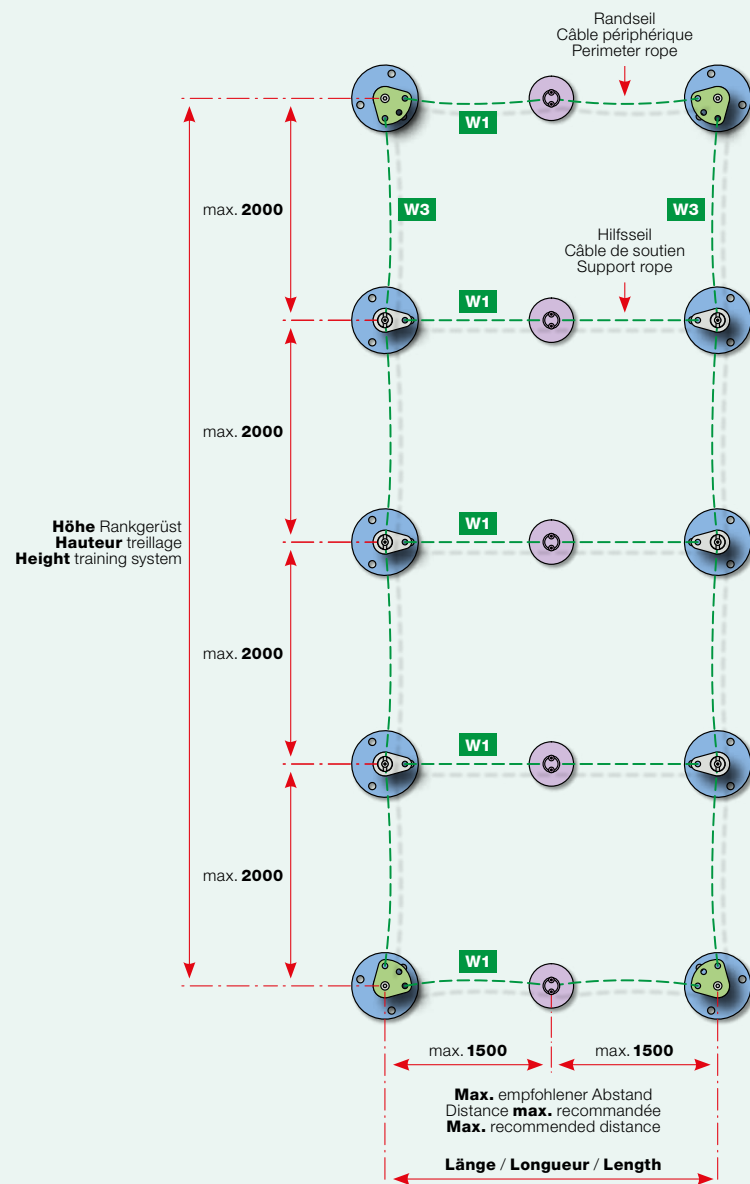 Randseil
Câble périphérique
Perimeter rope
W1
max. 2000
W3
W3
Hilfsseil
Câble de soutien
Support rope
W1
max. 2000
W1
Höhe Rankgerüst
Hauteur treillage
Height training system
max. 2000
W1
max. 2000
W1
max. 1500
max. 1500
Max. empfohlener Abstand
Distance max. recommandée
Max. recommended distance
Länge / Longueur / Length